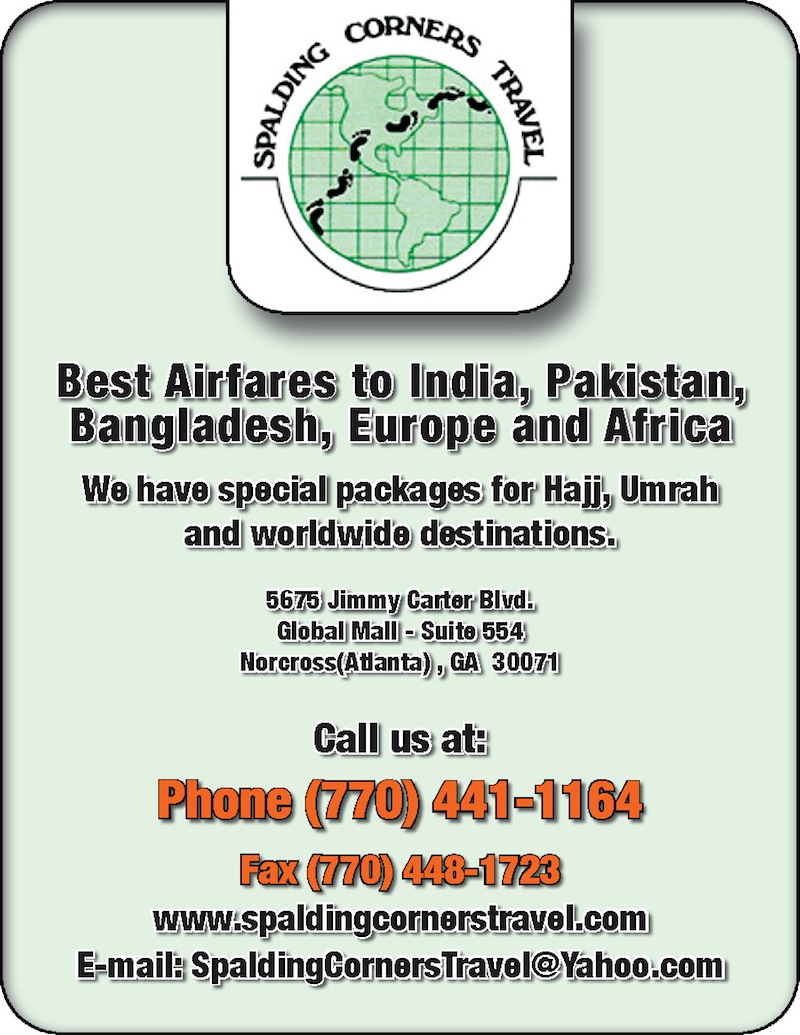 SPALDING CORNERS TRAVEL
Best Airfares to India, Pakistan,
Bangladesh, Europe and Africa
We have special packages for Hajj, Umrah
and worldwide destinations.
5675 Jimmy Carter Blvd.
Global Mall - Suite 554
Norcross(Atlanta) , GA  30071
Call us at:
Phone (770) 441-1164
Fax (770) 448-1723
www.spaldingcornerstravel.com
E-mail: SpaldingCornersTravel@Yahoo.com